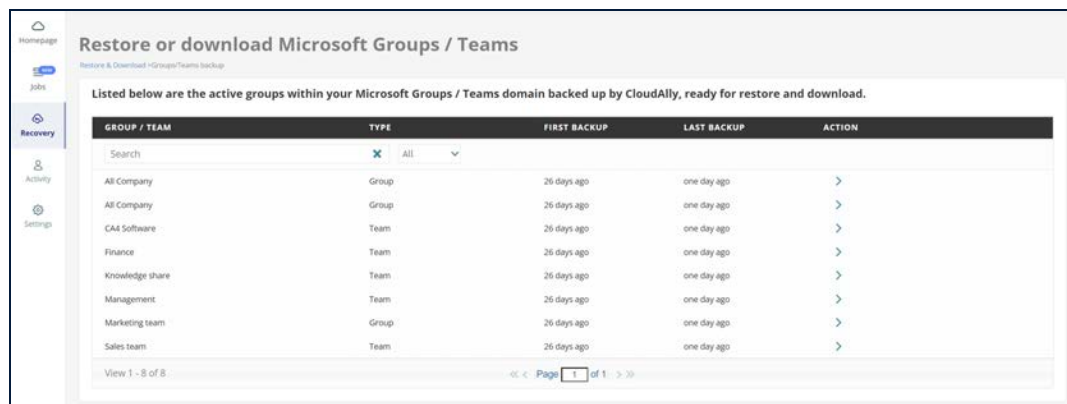 Homepage
NEW
Jobs
Recovery
Activity
Settings
Restore or download Microsoft Groups / Teams
Restore & Download >Groups/Teams backup
Listed below are the active groups within your Microsoft Groups / Teams domain backed up by CloudAlly, ready for restore and download.
GROUP / TEAM TYPE FIRST BACKUP LAST BACKUP ACTION
Search All
All Company Group 26 days ago one day ago
All Company Group 26 days ago one day ago
CA4 Software Team 26 days ago one day ago
Finance Team 26 days ago one day ago
Knowledge share Team 26 days ago one day ago
Management Team 26 days ago one day ago
Marketing team Group 26 days ago one day ago
Sales team Team 26 days ago one day ago
View 1 - 8 of 8 Page 1 of 1